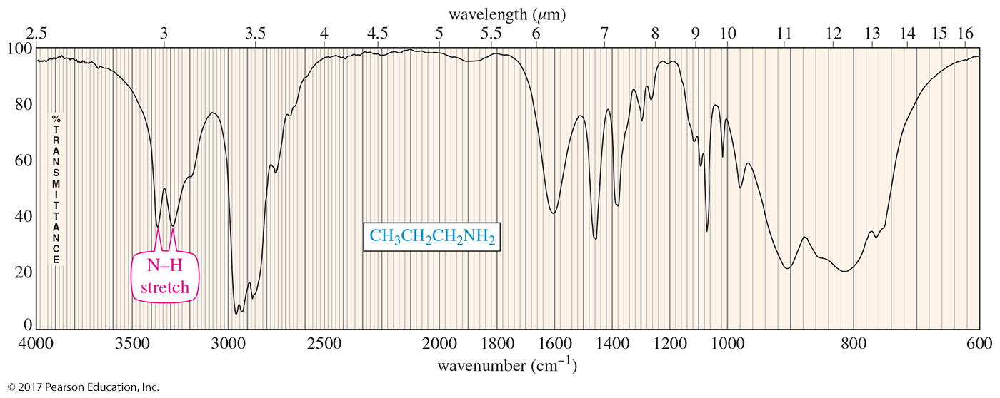 wavelength (μm)
2.5 3 3.5 4 4.5 5 5.5 6 7 8 9 10 11 12 13 14 15 16
100
80
60
40
20
0
%
T
R
A
N
S
M
I
T
T
A
N
C
E
N–H
stretch
CH₃CH₂CH₂NH₂
4000 3500 3000 2500 2000 1800 1600 1400 1200 1000 800 600
wavenumber (cm⁻¹)
© 2017 Pearson Education, Inc.